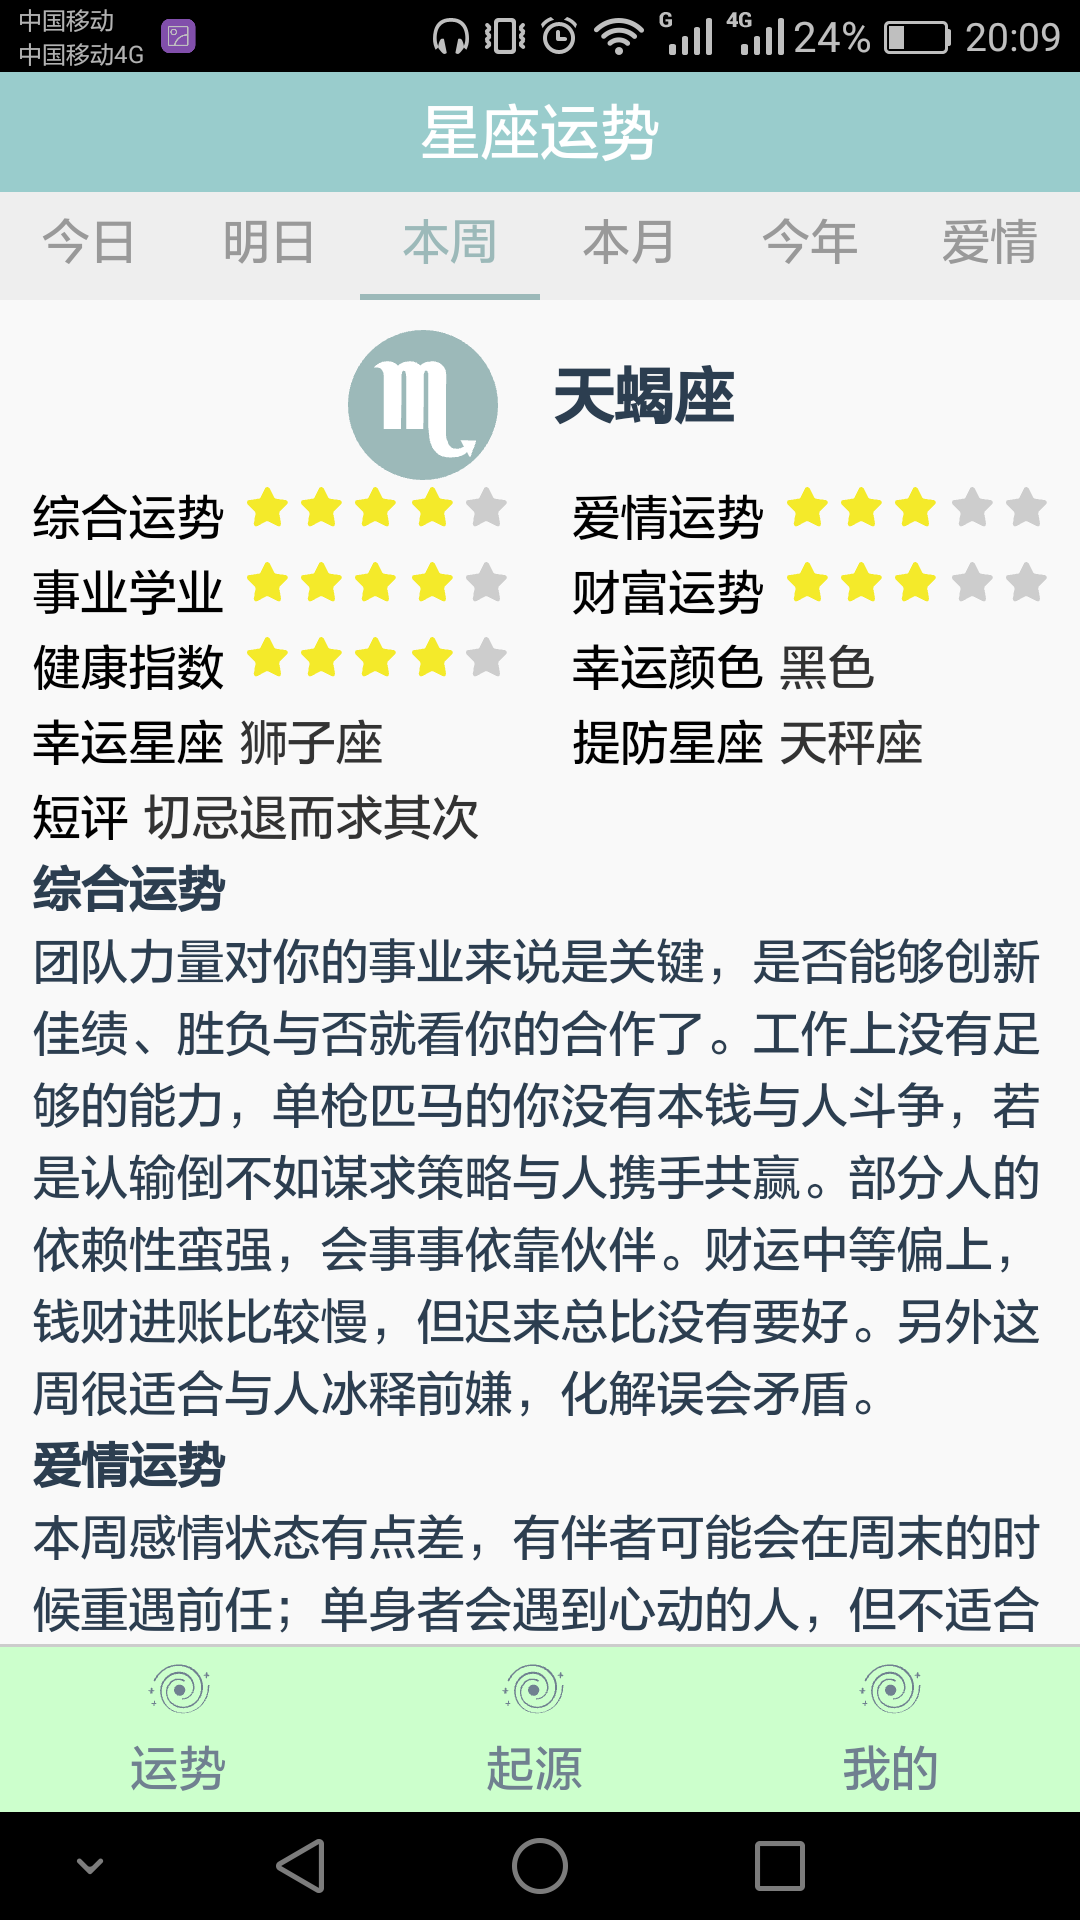 中国移动
中国移动4G
G
4G
24%
20:09
星座运势
今日 明日 本周 本月 今年 爱情
天蝎座
综合运势 爱情运势
事业学业 财富运势
健康指数 幸运颜色 黑色
幸运星座 狮子座 提防星座 天秤座
短评 切忌退而求其次
综合运势
团队力量对你的事业来说是关键，是否能够创新
佳绩、胜负与否就看你的合作了。工作上没有足
够的能力，单枪匹马的你没有本钱与人斗争，若
是认输倒不如谋求策略与人携手共赢。部分人的
依赖性蛮强，会事事依靠伙伴。财运中等偏上，
钱财进账比较慢，但迟来总比没有要好。另外这
周很适合与人冰释前嫌，化解误会矛盾。
爱情运势
本周感情状态有点差，有伴者可能会在周末的时
候重遇前任；单身者会遇到心动的人，但不适合
运势 起源 我的